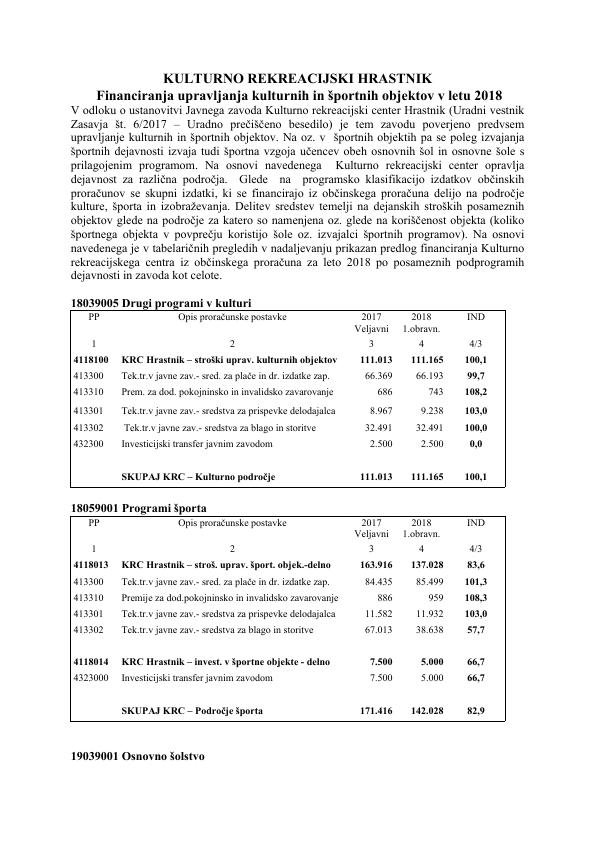 KULTURNO REKREACIJSKI HRASTNIK
Financiranja upravljanja kulturnih in športnih objektov v letu 2018
V odloku o ustanovitvi Javnega zavoda Kulturno rekreacijski center Hrastnik (Uradni vestnik
Zasavja št. 6/2017 – Uradno prečiščeno besedilo) je tem zavodu poverjeno predvsem
upravljanje kulturnih in športnih objektov. Na oz. v športnih objektih pa se poleg izvajanja
športnih dejavnosti izvaja tudi športna vzgoja učencev obeh osnovnih šol in osnovne šole s
prilagojenim programom. Na osnovi navedenega Kulturno rekreacijski center opravlja
dejavnost za različna področja. Glede na programsko klasifikacijo izdatkov občinskih
proračunov se skupni izdatki, ki se financirajo iz občinskega proračuna delijo na področje
kulture, športa in izobraževanja. Delitev sredstev temelji na dejanskih stroških posameznih
objektov glede na področje za katero so namenjena oz. glede na koriščenost objekta (koliko
športnega objekta v povprečju koristijo šole oz. izvajalci športnih programov). Na osnovi
navedenega je v tabelaričnih pregledih v nadaljevanju prikazan predlog financiranja Kulturno
rekreacijskega centra iz občinskega proračuna za leto 2018 po posameznih podprogramih
dejavnosti in zavoda kot celote.
18039005 Drugi programi v kulturi
PP Opis proračunske postavke 2017 2018 IND
Veljavni 1.obravn.
1 2 3 4 4/3
4118100 KRC Hrastnik – stroški uprav. kulturnih objektov 111.013 111.165 100,1
413300 Tek.tr.v javne zav.- sred. za plače in dr. izdatke zap. 66.369 66.193 99,7
413310 Prem. za dod. pokojninsko in invalidsko zavarovanje 686 743 108,2
413301 Tek.tr.v javne zav.- sredstva za prispevke delodajalca 8.967 9.238 103,0
413302 Tek.tr.v javne zav.- sredstva za blago in storitve 32.491 32.491 100,0
432300 Investicijski transfer javnim zavodom 2.500 2.500 0,0
SKUPAJ KRC – Kulturno področje 111.013 111.165 100,1
18059001 Programi športa
PP Opis proračunske postavke 2017 2018 IND
Veljavni 1.obravn.
1 2 3 4 4/3
4118013 KRC Hrastnik – stroš. uprav. šport. objek.-delno 163.916 137.028 83,6
413300 Tek.tr.v javne zav.- sred. za plače in dr. izdatke zap. 84.435 85.499 101,3
413310 Premije za dod.pokojninsko in invalidsko zavarovanje 886 959 108,3
413301 Tek.tr.v javne zav.- sredstva za prispevke delodajalca 11.582 11.932 103,0
413302 Tek.tr.v javne zav.- sredstva za blago in storitve 67.013 38.638 57,7
4118014 KRC Hrastnik – invest. v športne objekte - delno 7.500 5.000 66,7
4323000 Investicijski transfer javnim zavodom 7.500 5.000 66,7
SKUPAJ KRC – Področje športa 171.416 142.028 82,9
19039001 Osnovno šolstvo